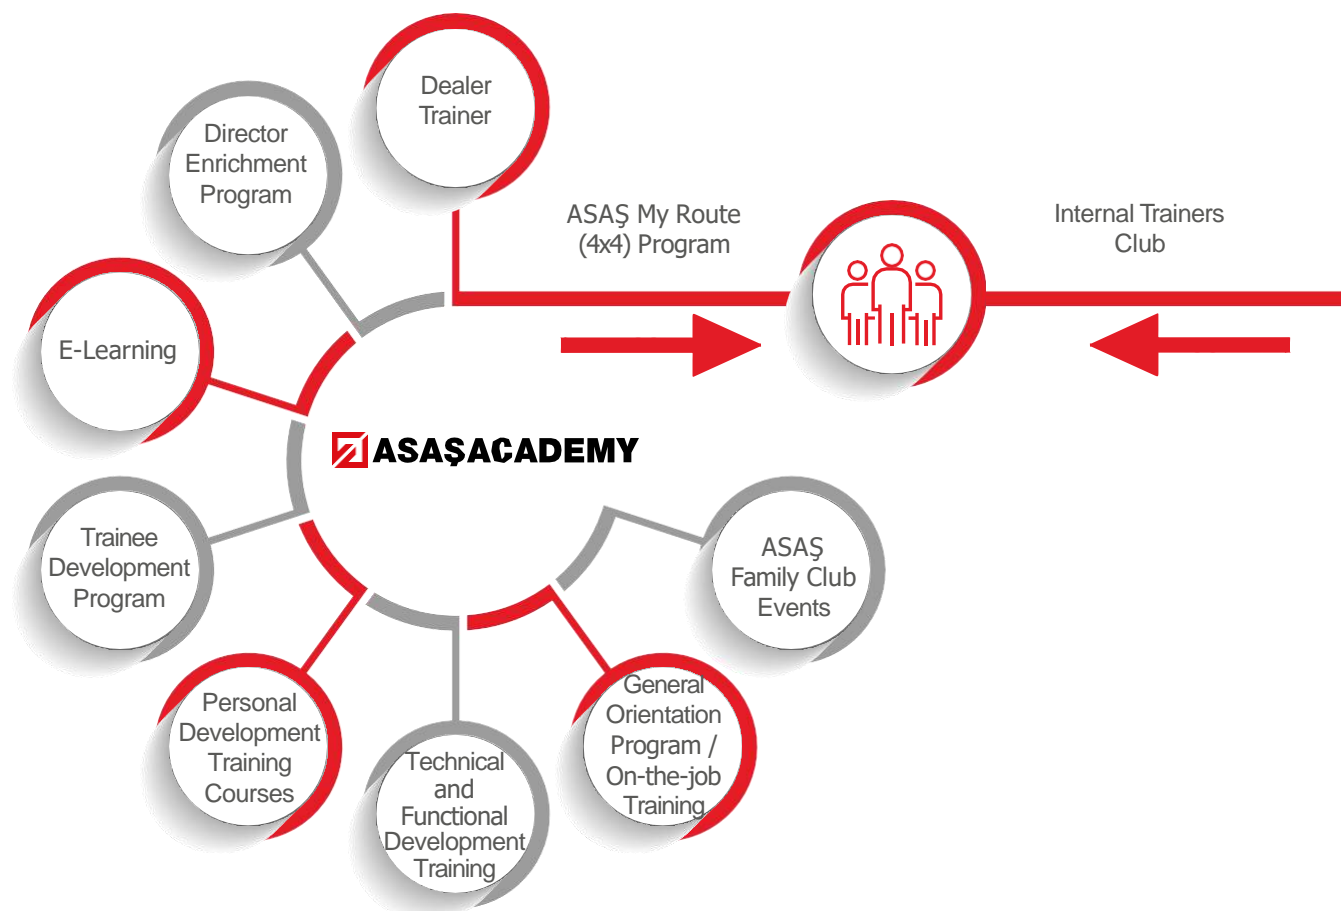 Dealer
Trainer
Director
Enrichment
Program
ASAŞ My Route
(4x4) Program
Internal Trainers
Club
E-Learning
ASAŞACADEMY
Trainee
Development
Program
ASAŞ
Family Club
Events
Personal
Development
Training
Courses
Technical
and
Functional
Development
Training
General
Orientation
Program /
On-the-job
Training